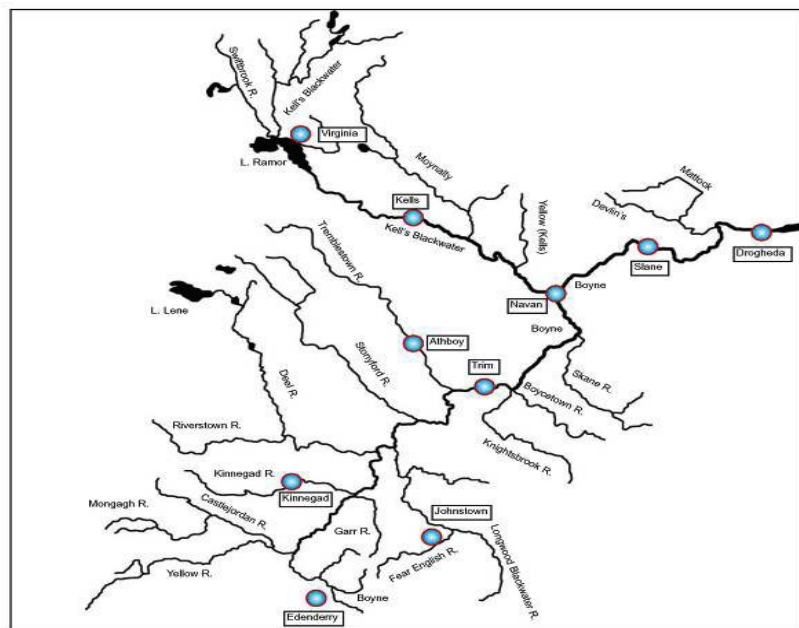 Swiftbrook R.
Kell's Blackwater
Virginia
L. Ramor
Moynalty
Kells
Kell's Blackwater
Yellow (Kells)
Mattock
Devlin's
Slane
Drogheda
Tremblestown R.
Navan
Boyne
Boyne
L. Lene
Athboy
Stonyford R.
Deel R.
Trim
Skane R.
Boycetown R.
Knightsbrook R.
Riverstown R.
Kinnegad R.
Kinnegad
Mongagh R.
Castlejordan R.
Garr R.
Johnstown
Fear English R.
Longwood Blackwater R.
Yellow R.
Boyne
Edenderry